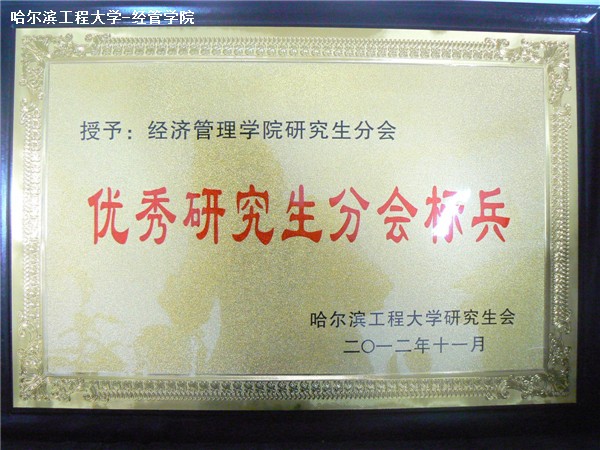 哈尔滨工程大学-经管学院
授予：经济管理学院研究生分会
优秀研究生分会标兵
哈尔滨工程大学研究生会
二〇一二年十一月